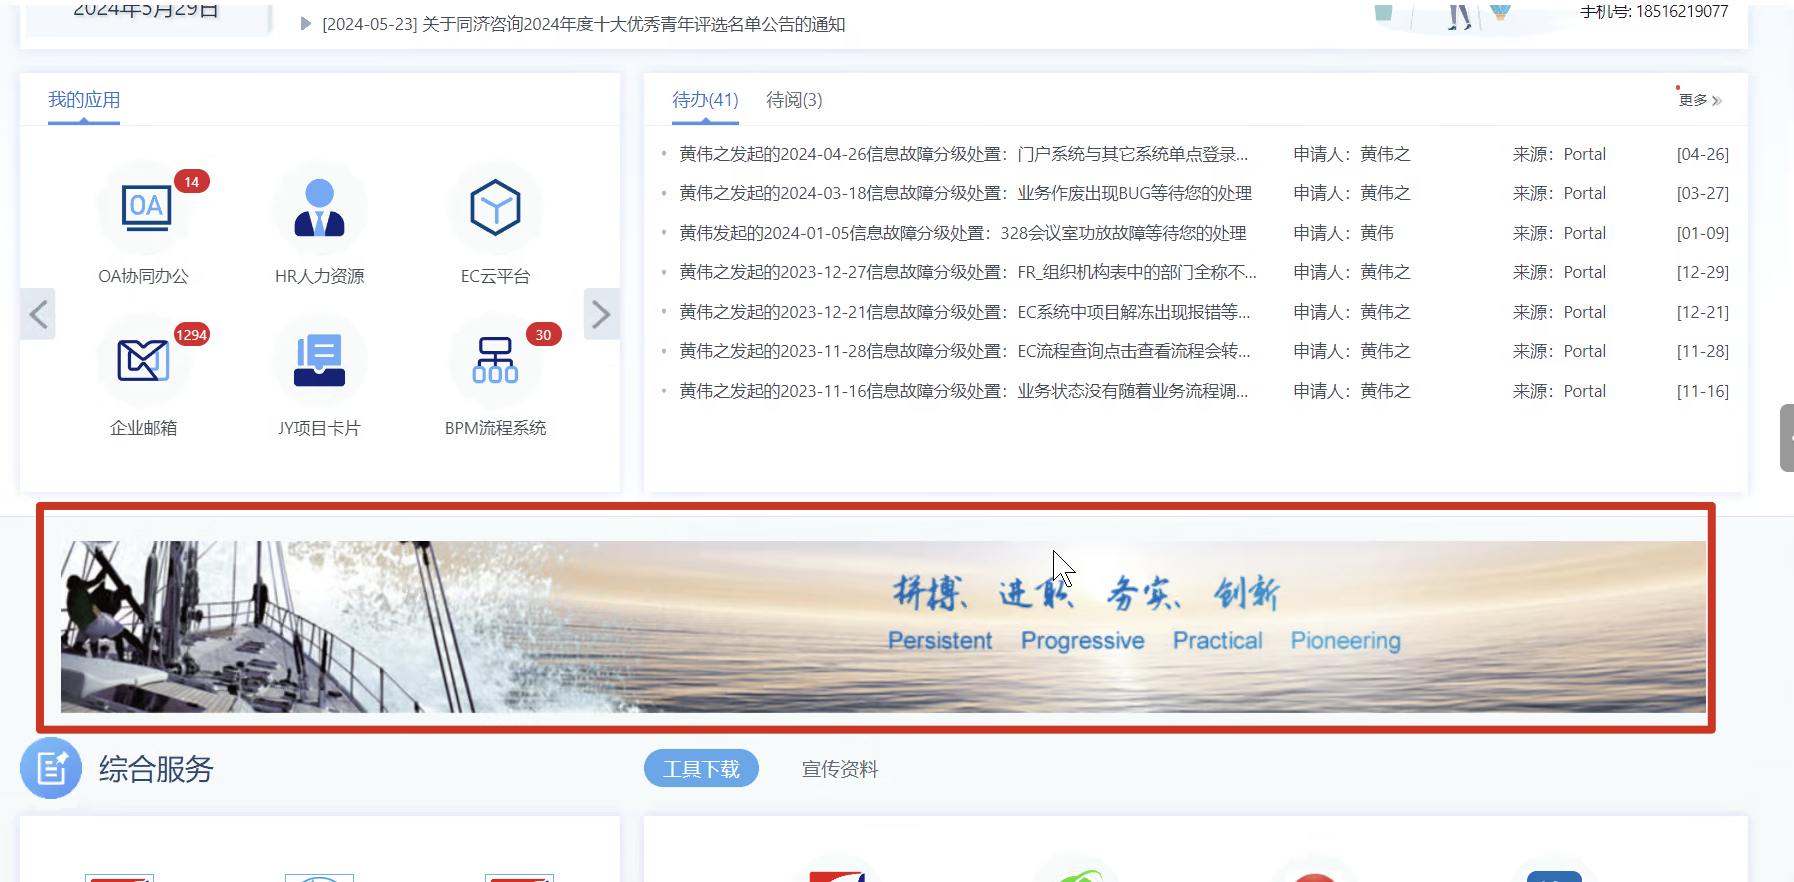 2024年5月29日
[2024-05-23] 关于同济咨询2024年度十大优秀青年评选名单公告的通知
手机号: 18516219077
我的应用
待办(41) 待阅(3)
更多
14
OA
OA协同办公
HR人力资源
EC云平台
1294
30
企业邮箱
JY项目卡片
BPM流程系统
黄伟之发起的2024-04-26信息故障分级处置：门户系统与其它系统单点登录... 申请人：黄伟之 来源：Portal [04-26]
黄伟之发起的2024-03-18信息故障分级处置：业务作废出现BUG等待您的处理 申请人：黄伟之 来源：Portal [03-27]
黄伟发起的2024-01-05信息故障分级处置：328会议室功放故障等待您的处理 申请人：黄伟 来源：Portal [01-09]
黄伟之发起的2023-12-27信息故障分级处置：FR_组织机构表中的部门全称不... 申请人：黄伟之 来源：Portal [12-29]
黄伟之发起的2023-12-21信息故障分级处置：EC系统中项目解冻出现报错等... 申请人：黄伟之 来源：Portal [12-21]
黄伟之发起的2023-11-28信息故障分级处置：EC流程查询点击查看流程会转... 申请人：黄伟之 来源：Portal [11-28]
黄伟之发起的2023-11-16信息故障分级处置：业务状态没有随着业务流程调... 申请人：黄伟之 来源：Portal [11-16]
拼搏、进取、务实、创新
Persistent Progressive Practical Pioneering
综合服务
工具下载 宣传资料